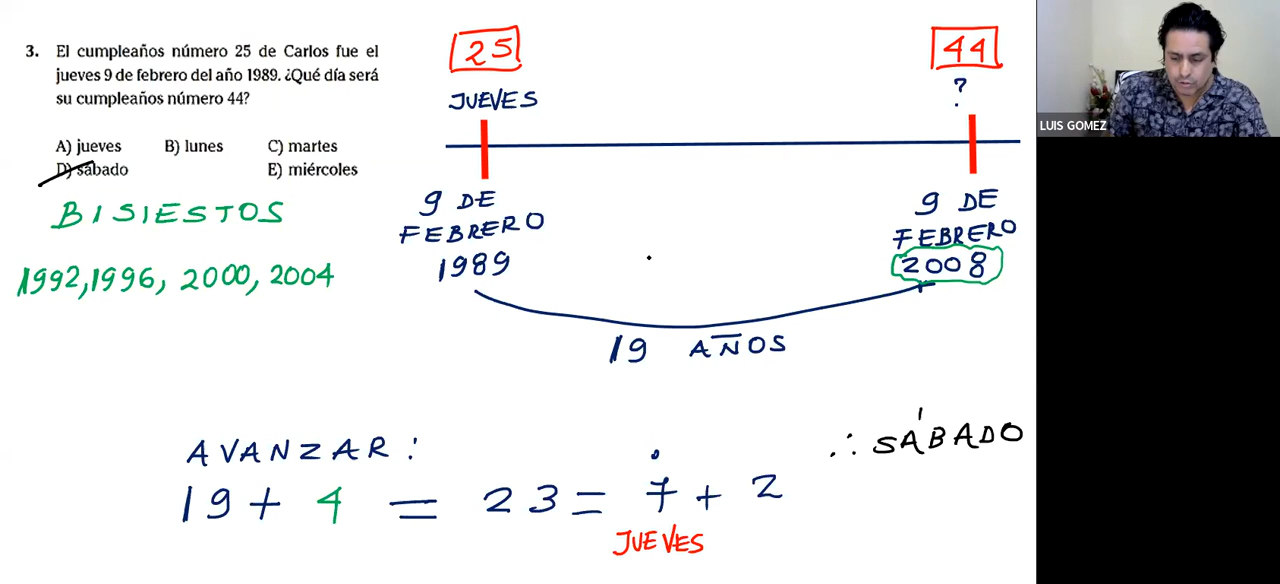 3. El cumpleaños número 25 de Carlos fue el
jueves 9 de febrero del año 1989. ¿Qué día será
su cumpleaños número 44?
A) jueves B) lunes C) martes
D) sábado E) miércoles
BISIESTOS
1992, 1996, 2000, 2004
25
JUEVES
9 DE
FEBRERO
1989
44
?
9 DE
FEBRERO
2008
19 AÑOS
AVANZAR:
19 + 4 = 23 = 7 + 2
JUEVES
∴ SÁBADO
LUIS GOMEZ